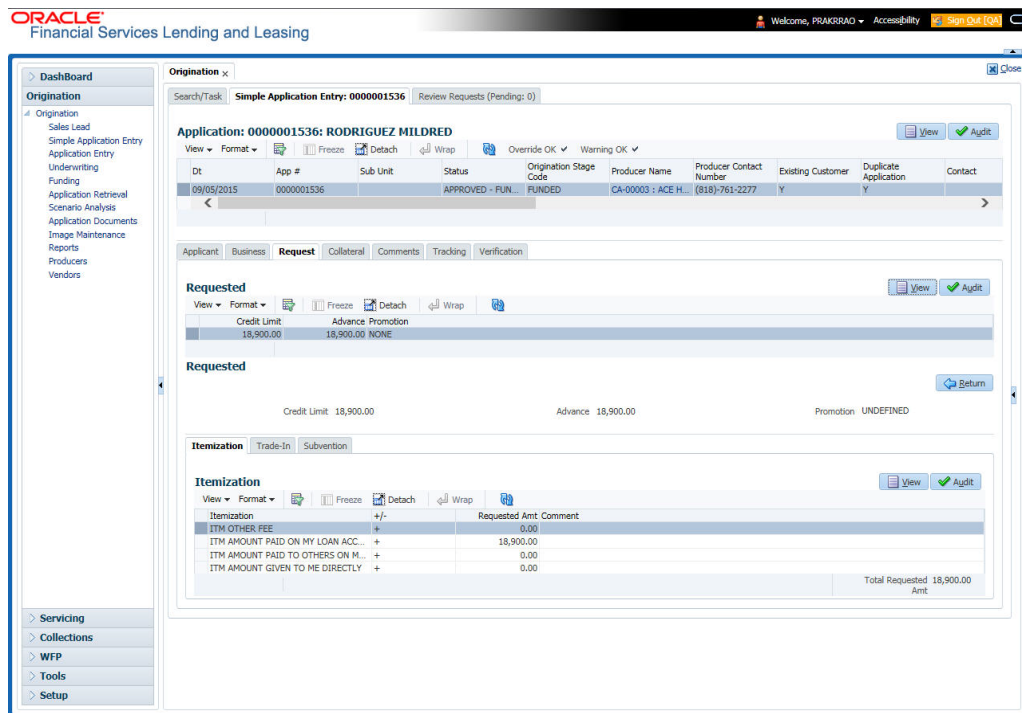 ORACLE
Financial Services Lending and Leasing
Welcome, PRAKRRAO Accessibility Sign Out [QA]
Close
DashBoard
Origination
Origination
Sales Lead
Simple Application Entry
Application Entry
Underwriting
Funding
Application Retrieval
Scenario Analysis
Application Documents
Image Maintenance
Reports
Producers
Vendors
Servicing
Collections
WFP
Tools
Setup
Origination
Search/Task Simple Application Entry: 0000001536 Review Requests (Pending: 0)
Application: 0000001536: RODRIGUEZ MILDRED
View Audit
View Format Freeze Detach Wrap Override OK Warning OK
Dt App # Sub Unit Status Origination Stage Code Producer Name Producer Contact Number Existing Customer Duplicate Application Contact
09/05/2015 0000001536 APPROVED - FUN... FUNDED CA-00003 : ACE H... (818)-761-2277 Y Y
Applicant Business Request Collateral Comments Tracking Verification
Requested
View Audit
View Format Freeze Detach Wrap
Credit Limit Advance Promotion
18,900.00 18,900.00 NONE
Requested
Return
Credit Limit 18,900.00 Advance 18,900.00 Promotion UNDEFINED
Itemization Trade-In Subvention
Itemization
View Audit
View Format Freeze Detach Wrap
Itemization +/- Requested Amt Comment
ITM OTHER FEE + 0.00
ITM AMOUNT PAID ON MY LOAN ACC... + 18,900.00
ITM AMOUNT PAID TO OTHERS ON M... + 0.00
ITM AMOUNT GIVEN TO ME DIRECTLY + 0.00
Total Requested Amt 18,900.00